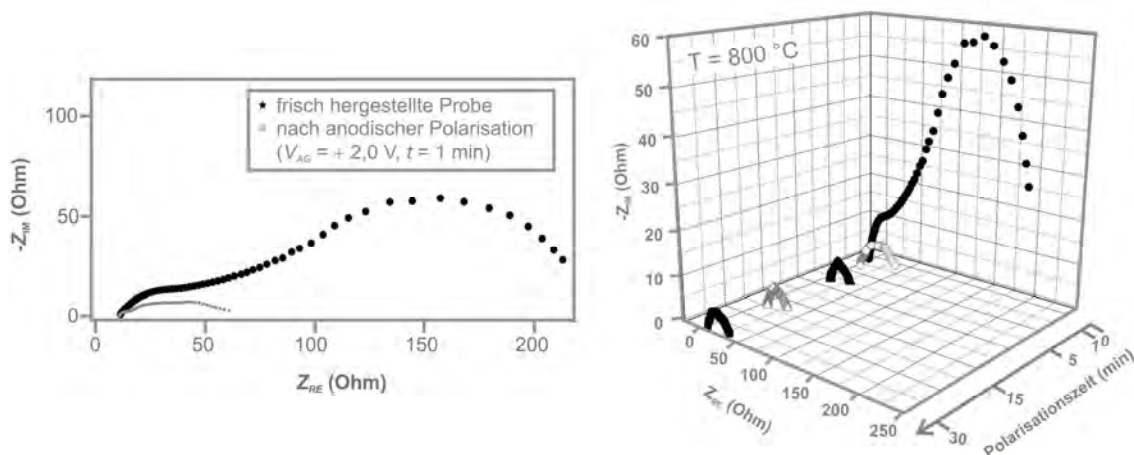 100
50
0
-Z_IM (Ohm)
★ frisch hergestellte Probe
nach anodischer Polarisation
(V_AG = + 2,0 V, t = 1 min)
0
50
100
150
200
Z_RE (Ohm)
T = 800 °C
60
50
40
30
20
10
0
-Z_IM (Ohm)
0
50
100
150
200
250
Z_RE (Ohm)
0
1
5
15
30
Polarisationszeit (min)